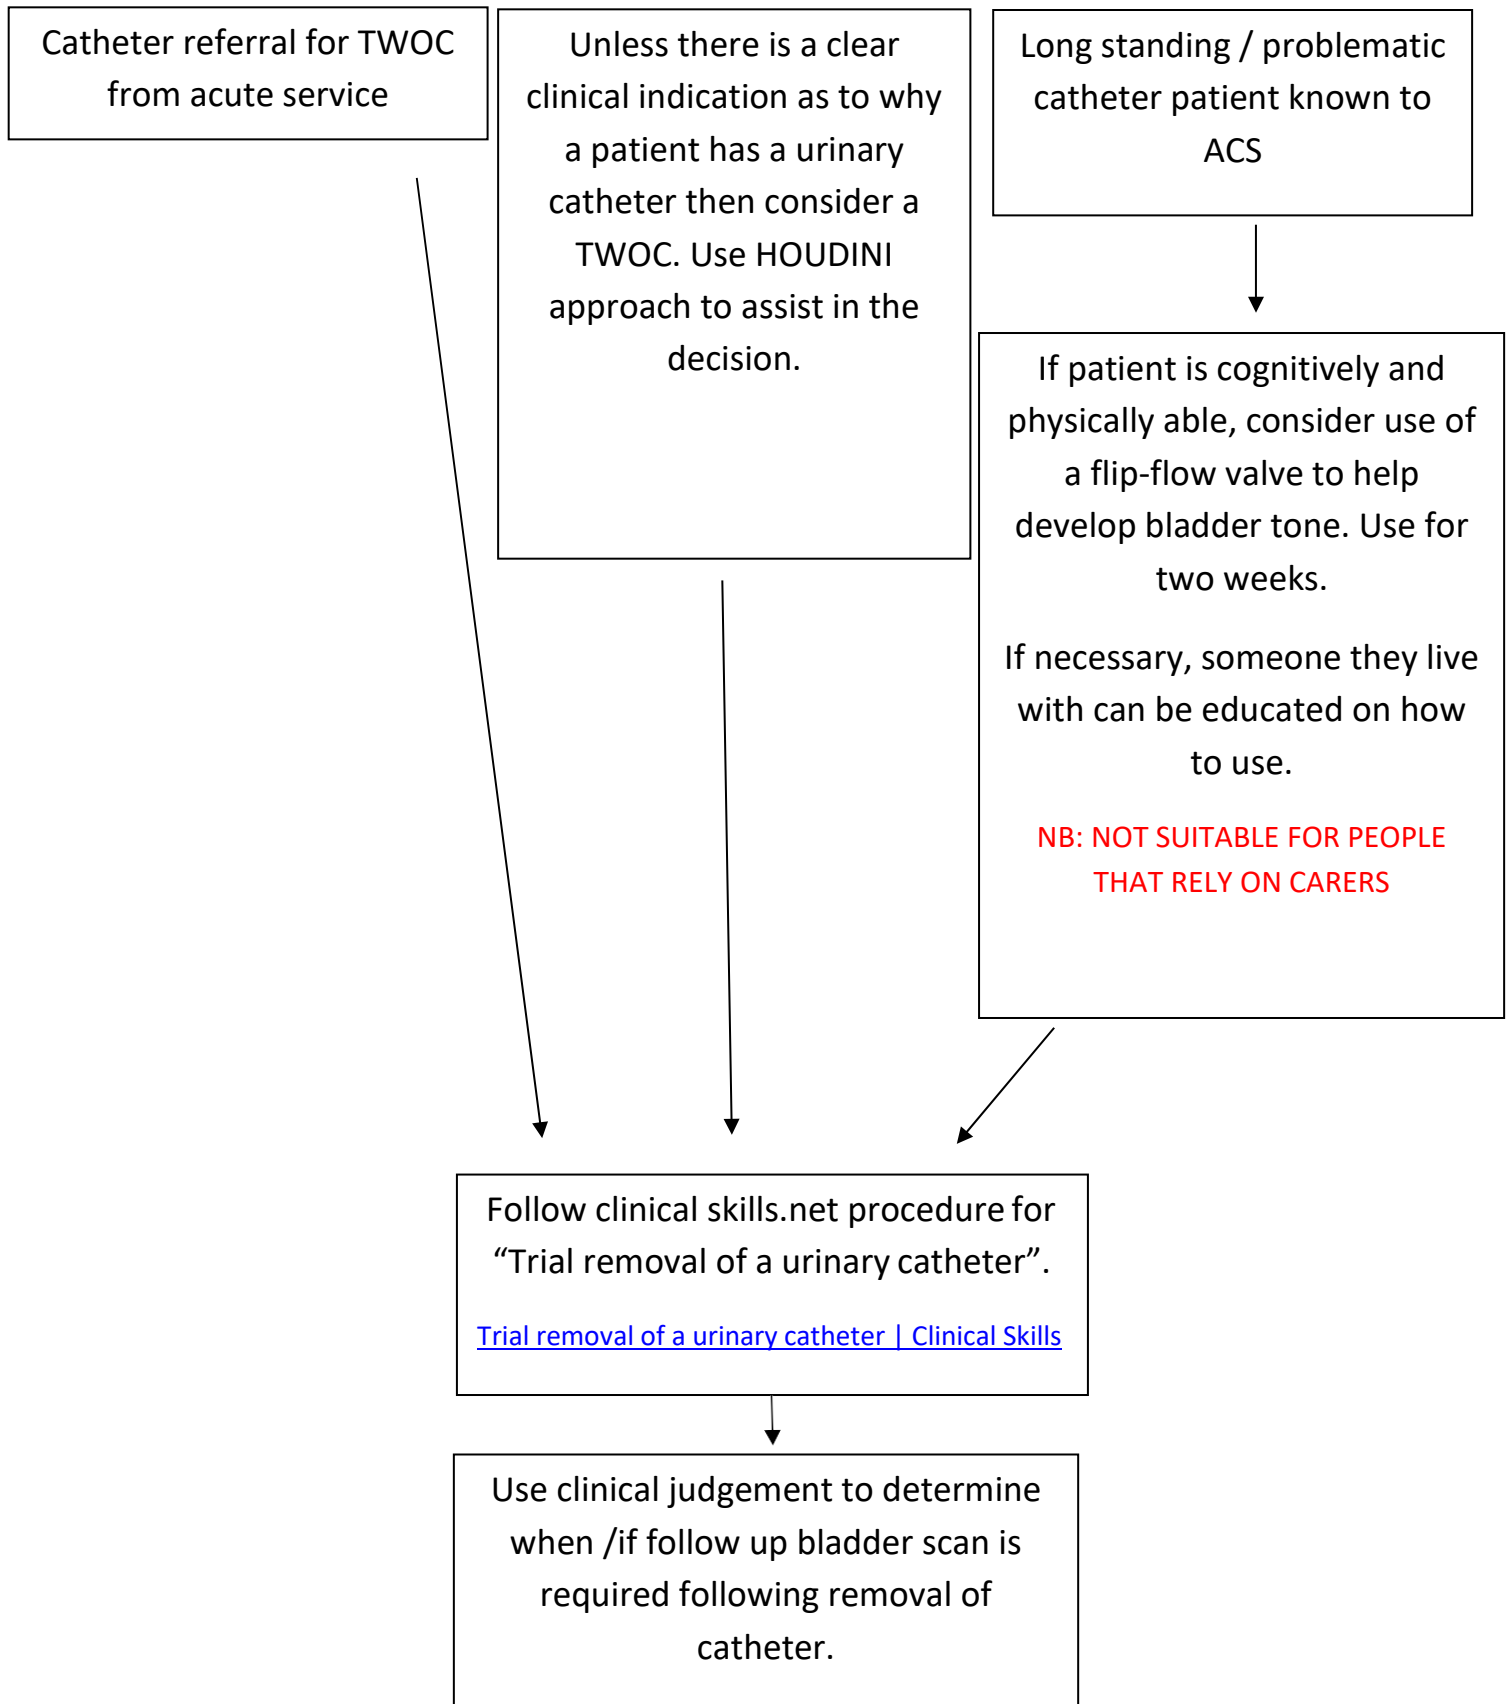 Catheter referral for TWOC
from acute service
Unless there is a clear
clinical indication as to why
a patient has a urinary
catheter then consider a
TWOC. Use HOUDINI
approach to assist in the
decision.
Long standing / problematic
catheter patient known to
ACS
If patient is cognitively and
physically able, consider use of
a flip-flow valve to help
develop bladder tone. Use for
two weeks.
If necessary, someone they live
with can be educated on how
to use.
NB: NOT SUITABLE FOR PEOPLE
THAT RELY ON CARERS
Follow clinical skills.net procedure for
“Trial removal of a urinary catheter”.
Trial removal of a urinary catheter | Clinical Skills
Use clinical judgement to determine
when /if follow up bladder scan is
required following removal of
catheter.